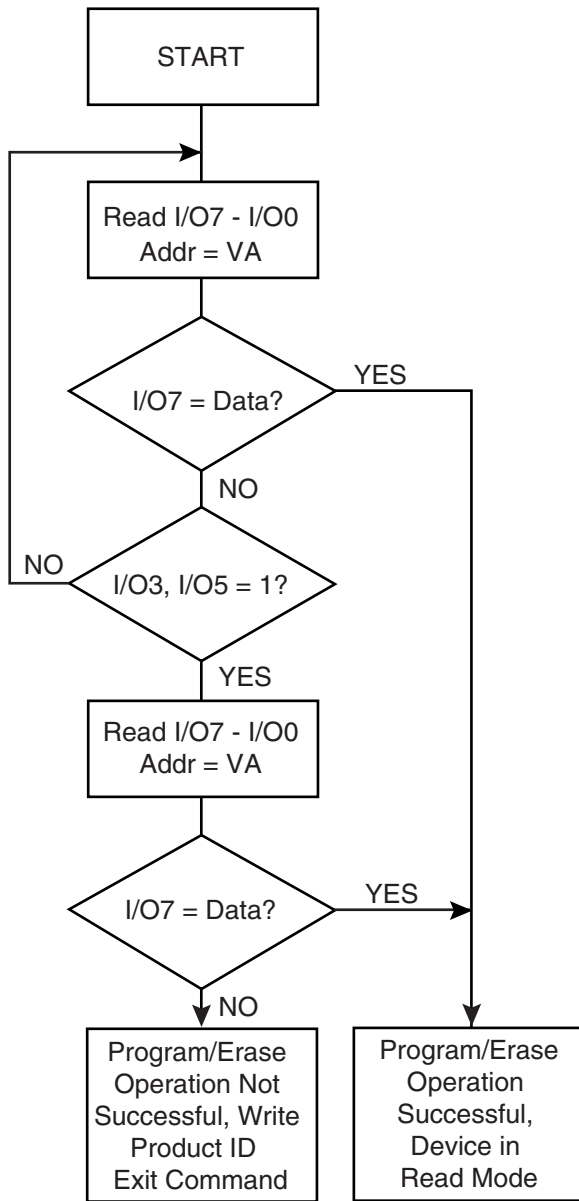 START
Read I/O7 - I/O0
Addr = VA
I/O7 = Data?
YES
NO
I/O3, I/O5 = 1?
NO
YES
Read I/O7 - I/O0
Addr = VA
I/O7 = Data?
YES
NO
Program/Erase
Operation Not
Successful, Write
Product ID
Exit Command
Program/Erase
Operation
Successful,
Device in
Read Mode